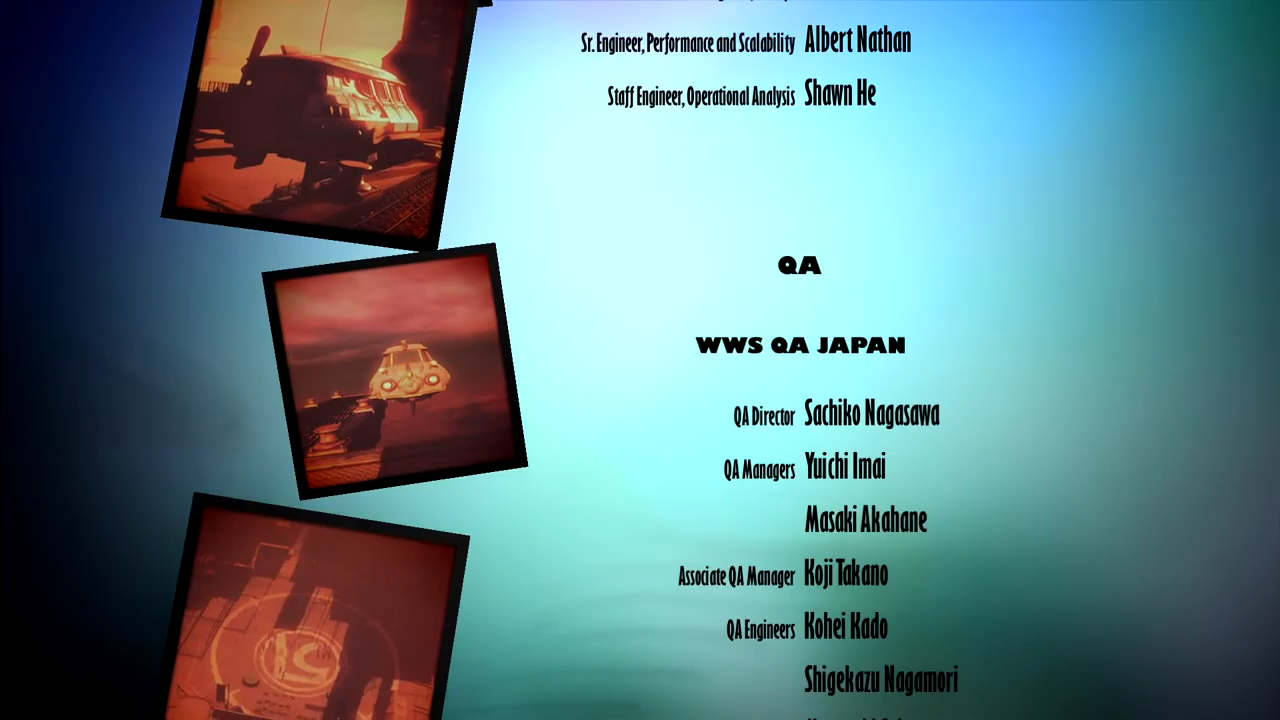 Sr. Engineer, Performance and Scalability Albert Nathan
Staff Engineer, Operational Analysis Shawn He
QA
WWS QA JAPAN
QA Director Sachiko Nagasawa
QA Managers Yuichi Imai
Masaki Akahane
Associate QA Manager Koji Takano
QA Engineers Kohei Kado
Shigekazu Nagamori